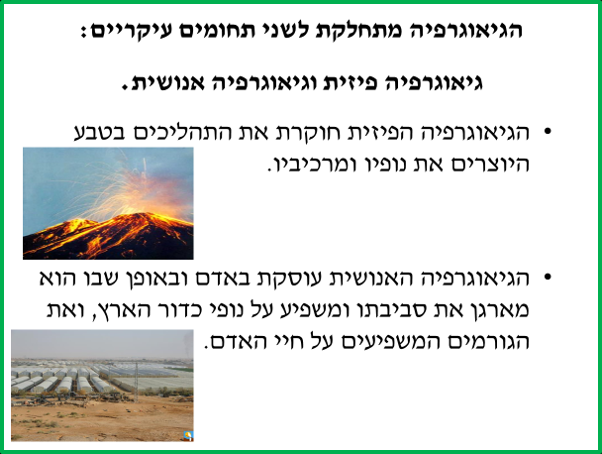 הגיאוגרפיה מתחלקת לשני תחומים עיקריים:
גיאוגרפיה פיזית וגיאוגרפיה אנושית.
• הגיאוגרפיה הפיזית חוקרת את התהליכים בטבע
היוצרים את נופיו ומרכיביו.
• הגיאוגרפיה האנושית עוסקת באדם ובאופן שבו הוא
מארגן את סביבתו ומשפיע על נופי כדור הארץ, ואת
הגורמים המשפיעים על חיי האדם.